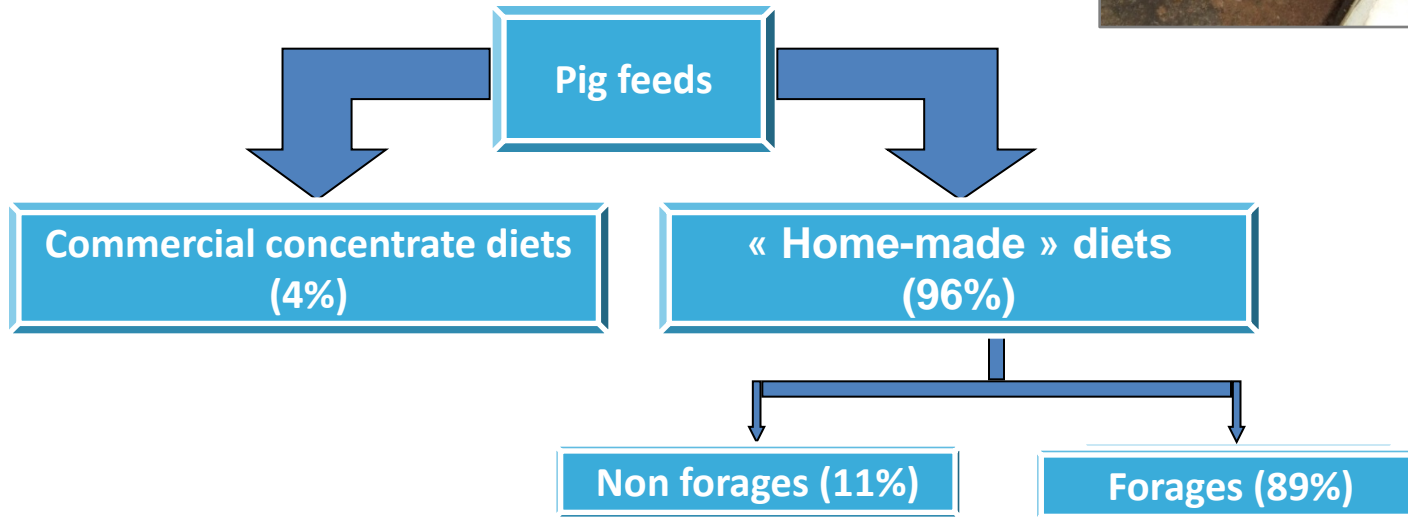 Pig feeds
Commercial concentrate diets
(4%)
« Home-made » diets
(96%)
Non forages (11%)
Forages (89%)